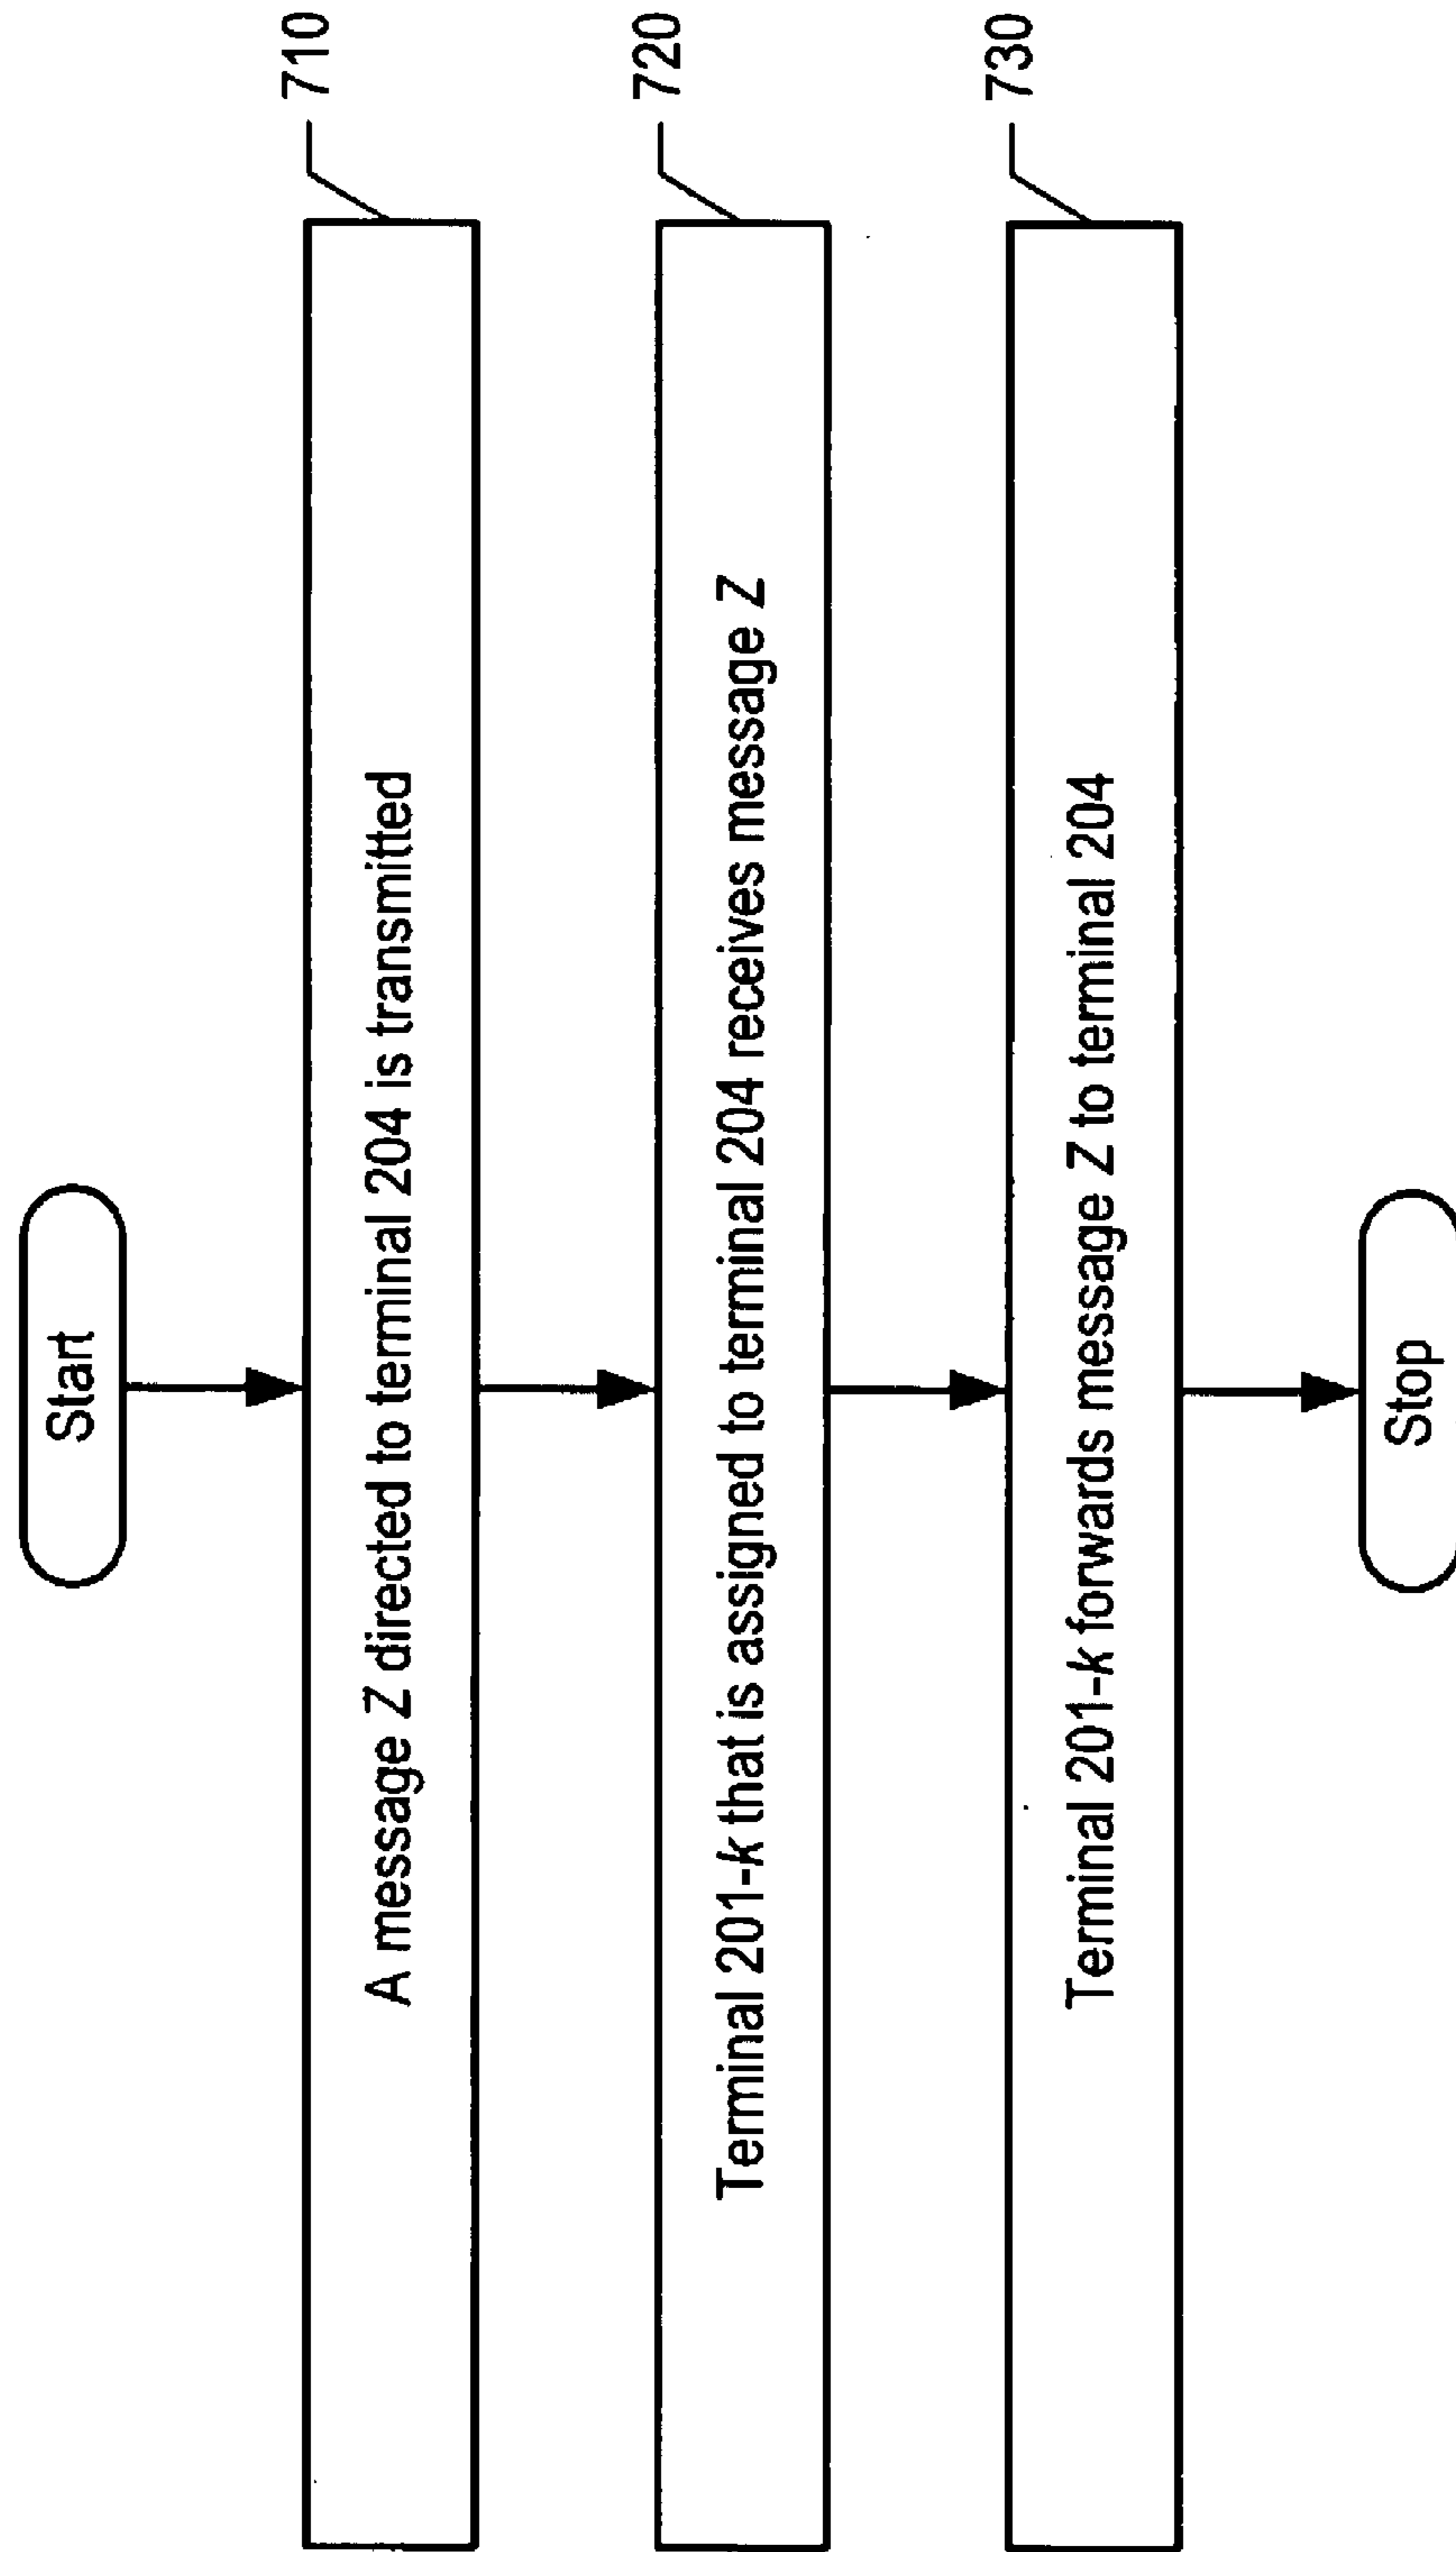 Start
710
A message Z directed to terminal 204 is transmitted
720
Terminal 201-k that is assigned to terminal 204 receives message Z
730
Terminal 201-k forwards message Z to terminal 204
Stop